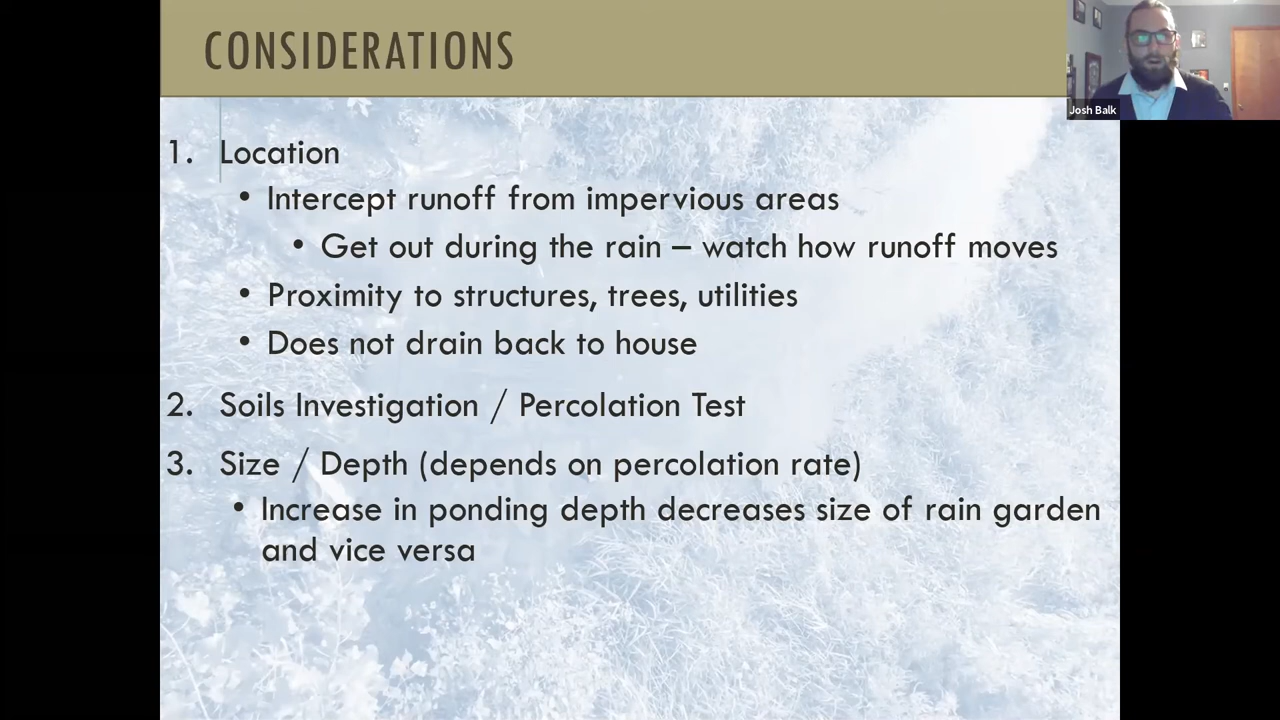 CONSIDERATIONS
Josh Balk
1. Location
• Intercept runoff from impervious areas
• Get out during the rain – watch how runoff moves
• Proximity to structures, trees, utilities
• Does not drain back to house
2. Soils Investigation / Percolation Test
3. Size / Depth (depends on percolation rate)
• Increase in ponding depth decreases size of rain garden
and vice versa